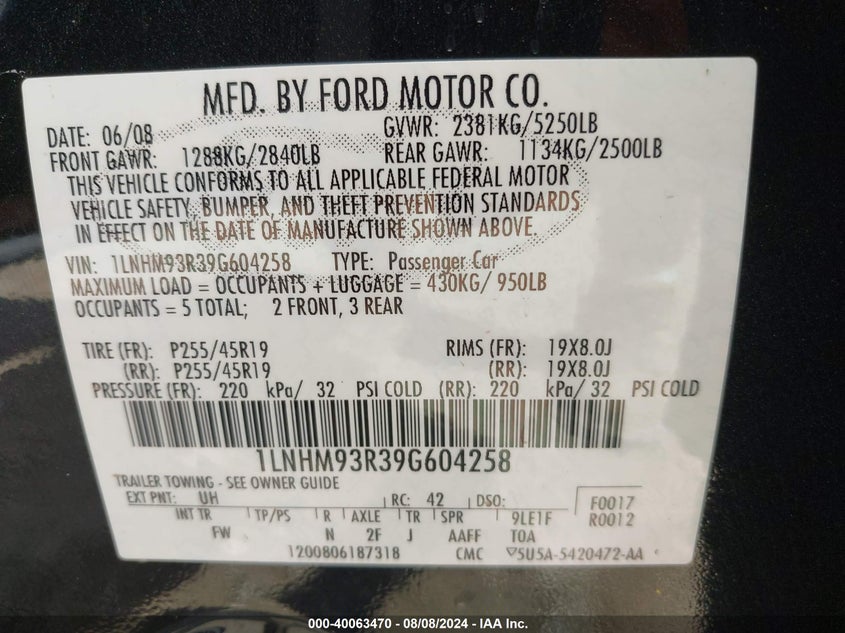 MFD. BY FORD MOTOR CO.
DATE: 06/08 GVWR: 2381KG/5250LB
FRONT GAWR: 1288KG/2840LB REAR GAWR: 1134KG/2500LB
THIS VEHICLE CONFORMS TO ALL APPLICABLE FEDERAL MOTOR
VEHICLE SAFETY, BUMPER, AND THEFT PREVENTION STANDARDS
IN EFFECT ON THE DATE OF MANUFACTURE SHOWN ABOVE.
VIN: 1LNHM93R39G604258 TYPE: Passenger Car
MAXIMUM LOAD = OCCUPANTS + LUGGAGE = 430KG/ 950LB
OCCUPANTS = 5 TOTAL; 2 FRONT, 3 REAR
TIRE (FR): P255/45R19 RIMS (FR): 19X8.0J
(RR): P255/45R19 (RR): 19X8.0J
PRESSURE (FR): 220 kPa/ 32 PSI COLD (RR): 220 kPa/ 32 PSI COLD
1LNHM93R39G604258
TRAILER TOWING - SEE OWNER GUIDE
EXT PNT: UH RC: 42 DSO: F0017
INT TR TP/PS R AXLE TR SPR 9LE1F R0012
FW N 2F J AAFF TOA
1200806187318 CMC 5U5A-5420472-AA
000-40063470 - 08/08/2024 - IAA Inc.